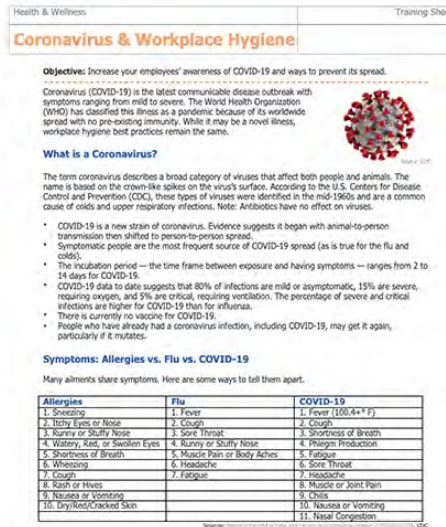 Health & Wellness
Training Sho
Coronavirus & Workplace Hygiene
Objective: Increase your employees' awareness of COVID-19 and ways to prevent its spread.
Coronavirus (COVID-19) is the latest communicable disease outbreak with
symptoms ranging from mild to severe. The World Health Organization
(WHO) has classified this illness as a pandemic because of its worldwide
spread with no pre-existing immunity. While it may be a novel illness,
workplace hygiene best practices remain the same.
Source: CDC
What is a Coronavirus?
The term coronavirus describes a broad category of viruses that affect both people and animals. The
name is based on the crown-like spikes on the virus's surface. According to the U.S. Centers for Disease
Control and Prevention (CDC), these types of viruses were identified in the mid-1960s and are a common
cause of colds and upper respiratory infections. Note: Antibiotics have no effect on viruses.
• COVID-19 is a new strain of coronavirus. Evidence suggests it began with animal-to-person
transmission then shifted to person-to-person spread.
• Symptomatic people are the most frequent source of COVID-19 spread (as is true for the flu and
colds).
• The incubation period — the time frame between exposure and having symptoms — ranges from 2 to
14 days for COVID-19.
• COVID-19 data to date suggests that 80% of infections are mild or asymptomatic, 15% are severe,
requiring oxygen, and 5% are critical, requiring ventilation. The percentage of severe and critical
infections are higher for COVID-19 than for influenza.
• There is currently no vaccine for COVID-19.
• People who have already had a coronavirus infection, including COVID-19, may get it again,
particularly if it mutates.
Symptoms: Allergies vs. Flu vs. COVID-19
Many ailments share symptoms. Here are some ways to tell them apart.
Allergies Flu COVID-19
1. Sneezing 1. Fever 1. Fever (100.4+° F)
2. Itchy Eyes or Nose 2. Cough 2. Cough
3. Runny or Stuffy Nose 3. Sore Throat 3. Shortness of Breath
4. Watery, Red, or Swollen Eyes 4. Runny or Stuffy Nose 4. Phlegm Production
5. Shortness of Breath 5. Muscle Pain or Body Aches 5. Fatigue
6. Wheezing 6. Headache 6. Sore Throat
7. Cough 7. Fatigue 7. Headache
8. Rash or Hives 8. Muscle or Joint Pain
9. Nausea or Vomiting 9. Chills
10. Dry/Red/Cracked Skin 10. Nausea or Vomiting
11. Nasal Congestion